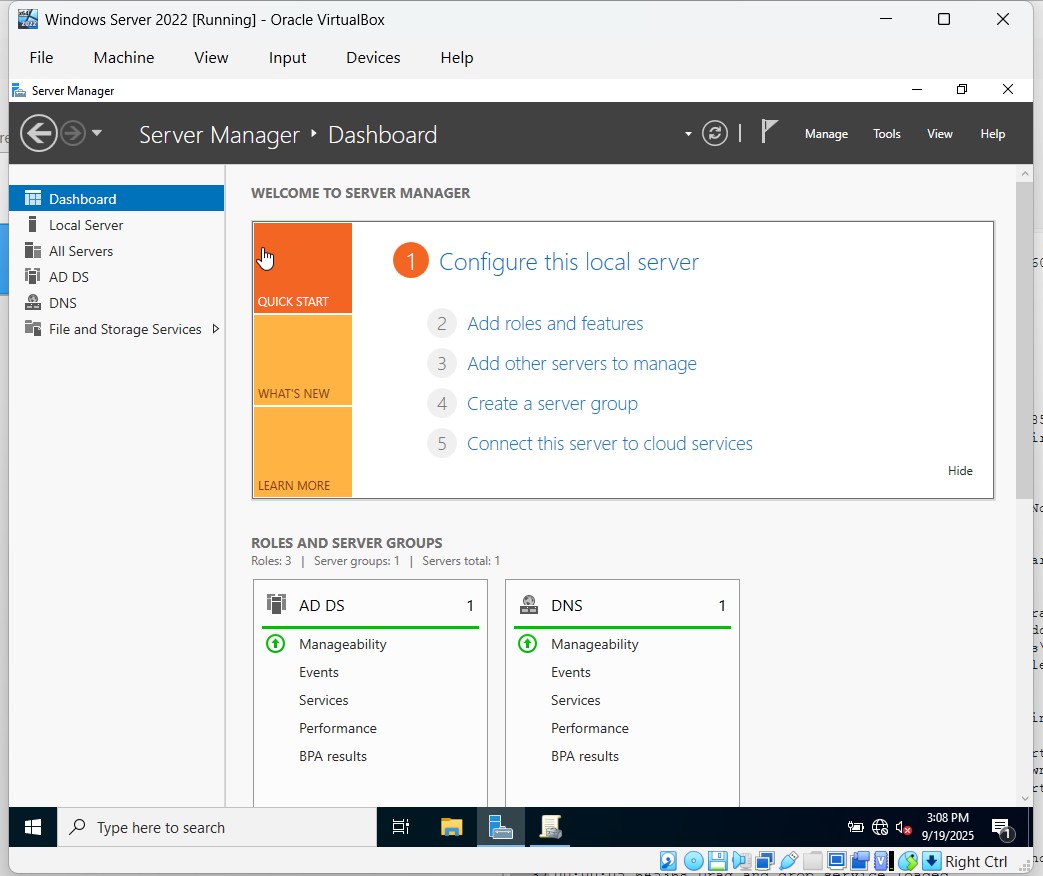 Windows Server 2022 [Running] - Oracle VirtualBox
File Machine View Input Devices Help
Server Manager
Server Manager Dashboard
Manage Tools View Help
Dashboard
Local Server
All Servers
AD DS
DNS
File and Storage Services
WELCOME TO SERVER MANAGER
QUICK START
WHAT'S NEW
LEARN MORE
1 Configure this local server
2 Add roles and features
3 Add other servers to manage
4 Create a server group
5 Connect this server to cloud services
Hide
ROLES AND SERVER GROUPS
Roles: 3 | Server groups: 1 | Servers total: 1
AD DS 1
Manageability
Events
Services
Performance
BPA results
DNS 1
Manageability
Events
Services
Performance
BPA results
Type here to search
3:08 PM
9/19/2025
1
Right Ctrl